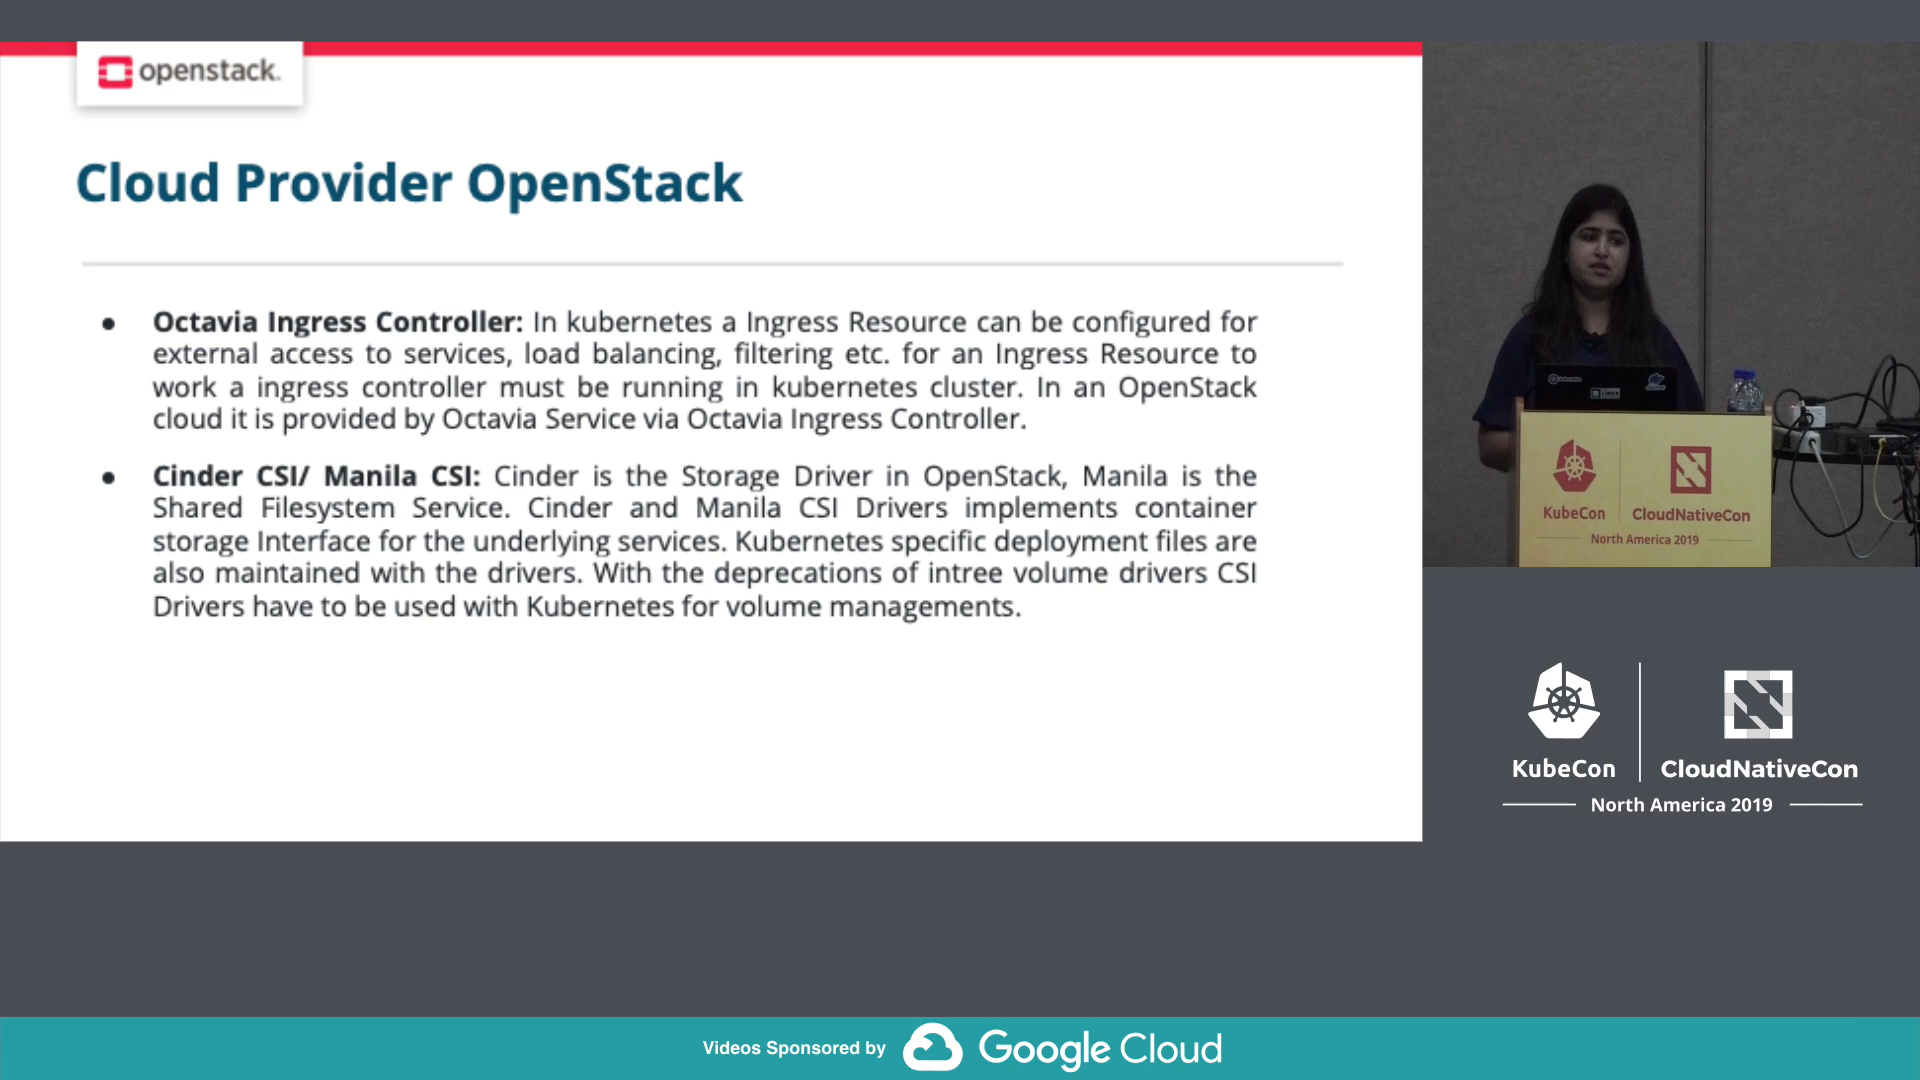 openstack.
Cloud Provider OpenStack
Octavia Ingress Controller: In kubernetes a Ingress Resource can be configured for
external access to services, load balancing, filtering etc. for an Ingress Resource to
work a ingress controller must be running in kubernetes cluster. In an OpenStack
cloud it is provided by Octavia Service via Octavia Ingress Controller.
Cinder CSI/ Manila CSI: Cinder is the Storage Driver in OpenStack, Manila is the
Shared Filesystem Service. Cinder and Manila CSI Drivers implements container
storage Interface for the underlying services. Kubernetes specific deployment files are
also maintained with the drivers. With the deprecations of intree volume drivers CSI
Drivers have to be used with Kubernetes for volume managements.
KubeCon
CloudNativeCon
North America 2019
KubeCon
CloudNativeCon
North America 2019
Videos Sponsored by
Google Cloud